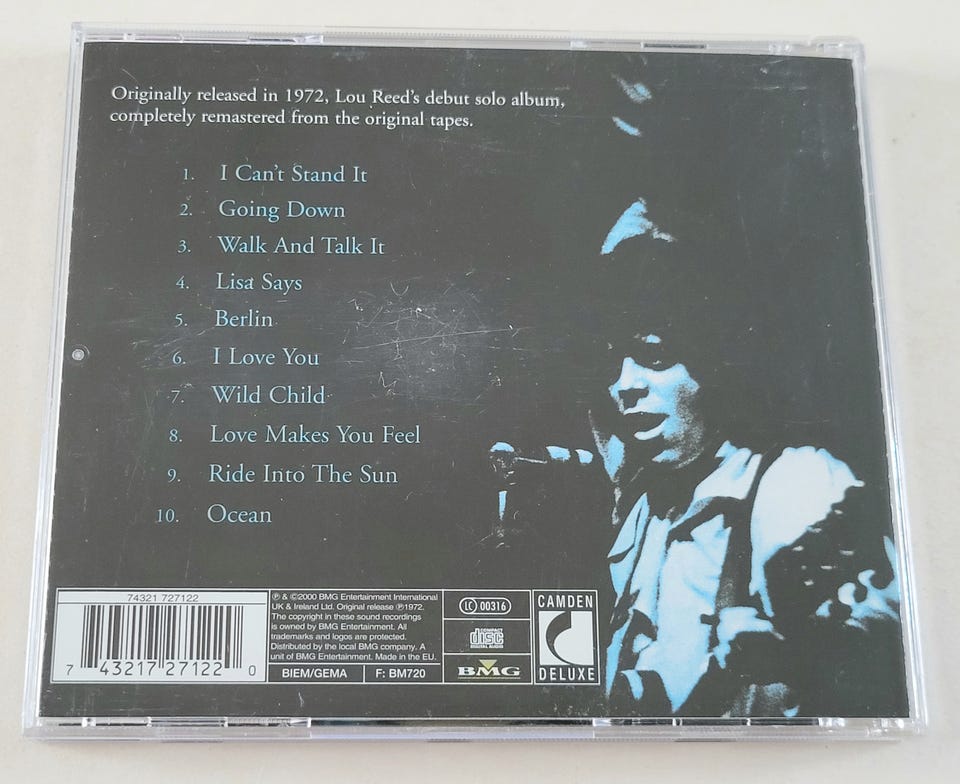 Originally released in 1972, Lou Reed's debut solo album,
completely remastered from the original tapes.
1. I Can't Stand It
2. Going Down
3. Walk And Talk It
4. Lisa Says
5. Berlin
6. I Love You
7. Wild Child
8. Love Makes You Feel
9. Ride Into The Sun
10. Ocean
74321 727122
7 43217 27122 0
℗ & ©2000 BMG Entertainment International
UK & Ireland Ltd. Original release ℗1972.
The copyright in these sound recordings
is owned by BMG Entertainment. All
trademarks and logos are protected.
Distributed by the local BMG company. A
unit of BMG Entertainment. Made in the EU.
BIEM/GEMA
F: BM720
LC 00316
COMPACT
disc
DIGITAL AUDIO
BMG
CAMDEN
DELUXE